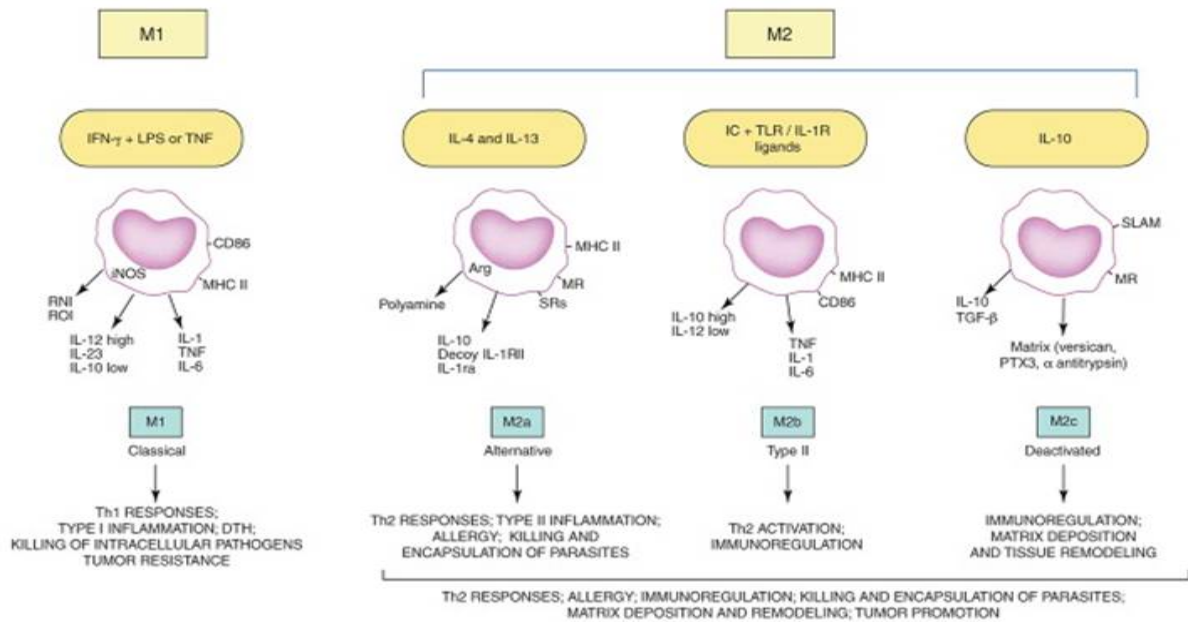 M1
M2
IFN-γ + LPS or TNF
IL-4 and IL-13
IC + TLR / IL-1R
ligands
IL-10
CD86
MHC II
iNOS
RNI
ROI
IL-12 high
IL-23
IL-10 low
IL-1
TNF
IL-6
MHC II
MR
SRs
Arg
Polyamine
IL-10
Decoy IL-1RII
IL-1ra
MHC II
CD86
IL-10 high
IL-12 low
TNF
IL-1
IL-6
SLAM
MR
IL-10
TGF-β
Matrix (versican,
PTX3, α antitrypsin)
M1
Classical
Th1 RESPONSES;
TYPE I INFLAMMATION; DTH;
KILLING OF INTRACELLULAR PATHOGENS
TUMOR RESISTANCE
M2a
Alternative
Th2 RESPONSES; TYPE II INFLAMMATION;
ALLERGY; KILLING AND
ENCAPSULATION OF PARASITES
M2b
Type II
Th2 ACTIVATION;
IMMUNOREGULATION
M2c
Deactivated
IMMUNOREGULATION;
MATRIX DEPOSITION
AND TISSUE REMODELING
Th2 RESPONSES; ALLERGY; IMMUNOREGULATION; KILLING AND ENCAPSULATION OF PARASITES;
MATRIX DEPOSITION AND REMODELING; TUMOR PROMOTION